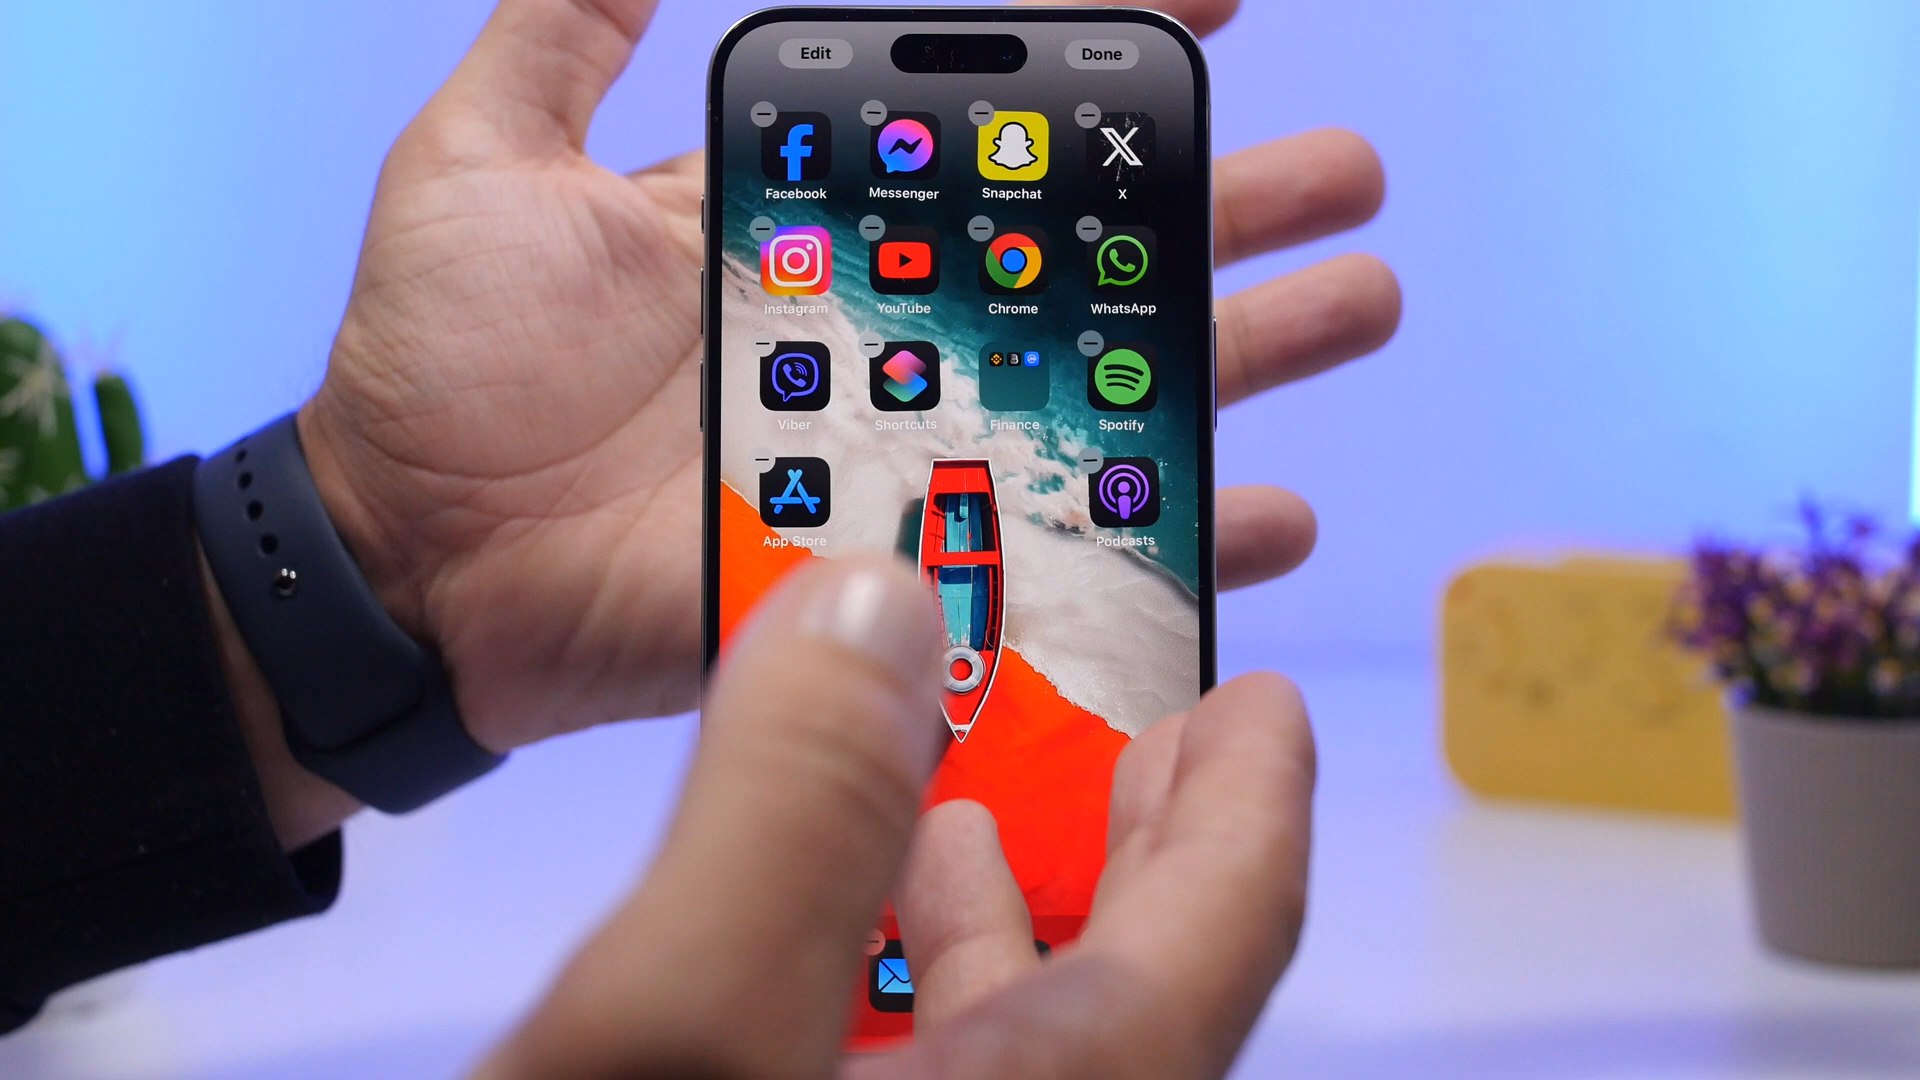 Edit Done
Facebook Messenger Snapchat X
Instagram YouTube Chrome WhatsApp
Viber Shortcuts Finance Spotify
App Store Podcasts